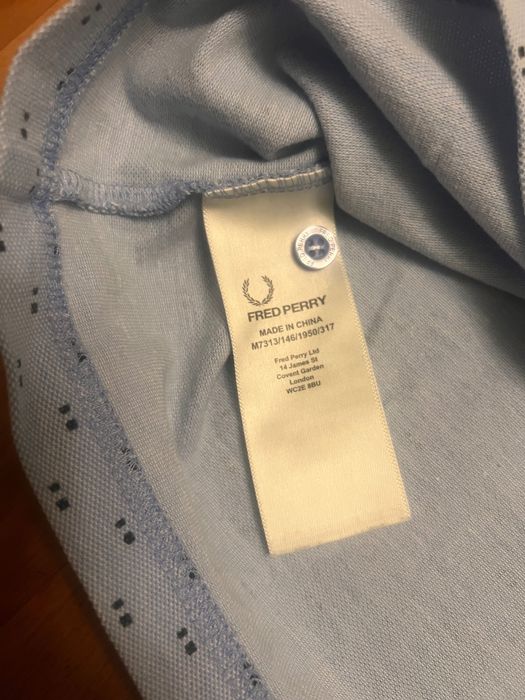 FRED PERRY
MADE IN CHINA
M7313/146/1950/317
Fred Perry Ltd
14 James St
Covent Garden
London
WC2E 8BU